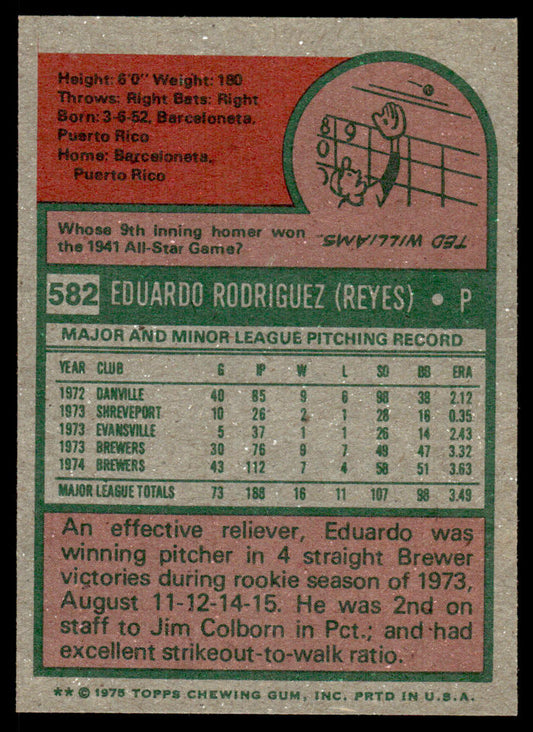 Height: 6'0" Weight: 180
Throws: Right Bats: Right
Born: 3-6-52, Barceloneta,
Puerto Rico
Home: Barceloneta,
Puerto Rico
Whose 9th inning homer won
the 1941 All-Star Game?
TED WILLIAMS.
582 EDUARDO RODRIGUEZ (REYES) • P
MAJOR AND MINOR LEAGUE PITCHING RECORD
YEAR CLUB G IP W L SO BB ERA
1972 DANVILLE 40 85 9 6 98 38 2.12
1973 SHREVEPORT 10 26 2 1 28 16 0.35
1973 EVANSVILLE 5 37 1 1 26 14 2.43
1973 BREWERS 30 76 9 7 49 47 3.32
1974 BREWERS 43 112 7 4 58 51 3.63
MAJOR LEAGUE TOTALS 73 188 16 11 107 98 3.49
An effective reliever, Eduardo was
winning pitcher in 4 straight Brewer
victories during rookie season of 1973,
August 11-12-14-15. He was 2nd on
staff to Jim Colborn in Pct.; and had
excellent strikeout-to-walk ratio.
** © 1975 TOPPS CHEWING GUM, INC. PRTD IN U.S.A.